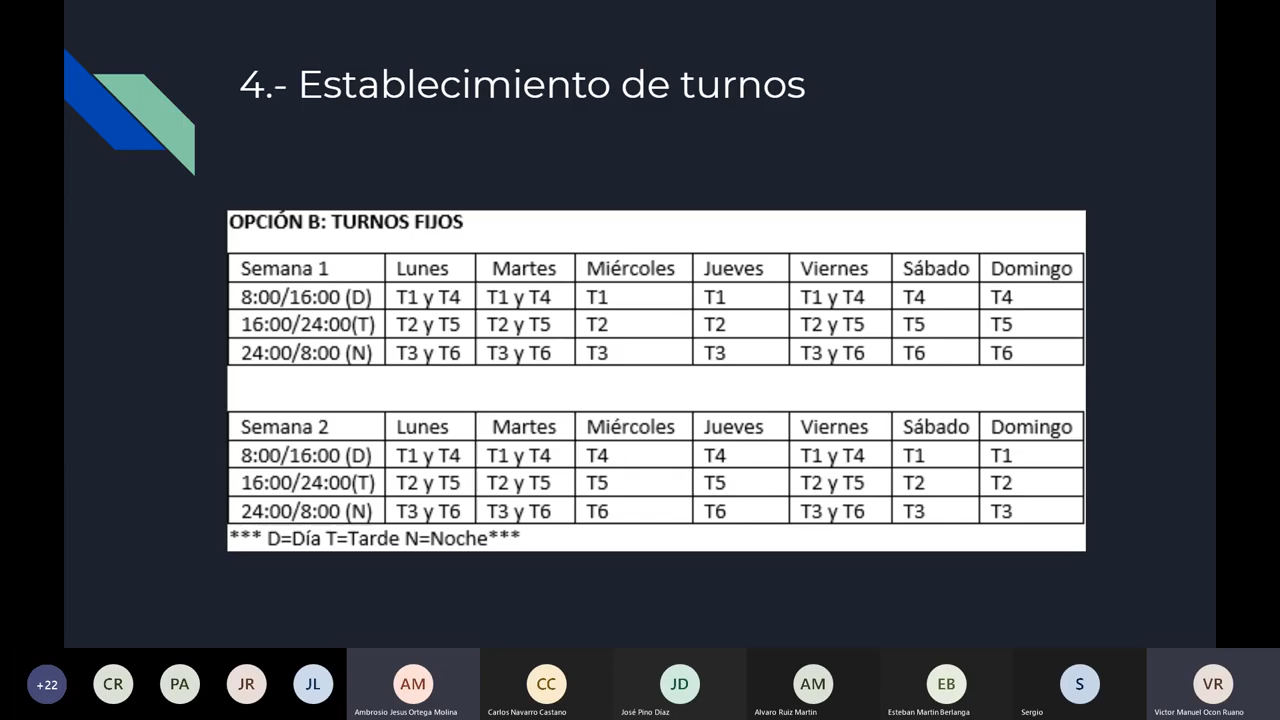 4.- Establecimiento de turnos
OPCIÓN B: TURNOS FIJOS
Semana 1 Lunes Martes Miércoles Jueves Viernes Sábado Domingo
8:00/16:00 (D) T1 y T4 T1 y T4 T1 T1 T1 y T4 T4 T4
16:00/24:00(T) T2 y T5 T2 y T5 T2 T2 T2 y T5 T5 T5
24:00/8:00 (N) T3 y T6 T3 y T6 T3 T3 T3 y T6 T6 T6
Semana 2 Lunes Martes Miércoles Jueves Viernes Sábado Domingo
8:00/16:00 (D) T1 y T4 T1 y T4 T4 T4 T1 y T4 T1 T1
16:00/24:00(T) T2 y T5 T2 y T5 T5 T5 T2 y T5 T2 T2
24:00/8:00 (N) T3 y T6 T3 y T6 T6 T6 T3 y T6 T3 T3
*** D=Día T=Tarde N=Noche***
+22 CR PA JR JL AM CC JD AM EB S VR
Ambrosio Jesus Ortega Molina Carlos Navarro Castano José Pino Díaz Alvaro Ruiz Martin Esteban Martin Berlanga Sergio Victor Manuel Ocon Ruano